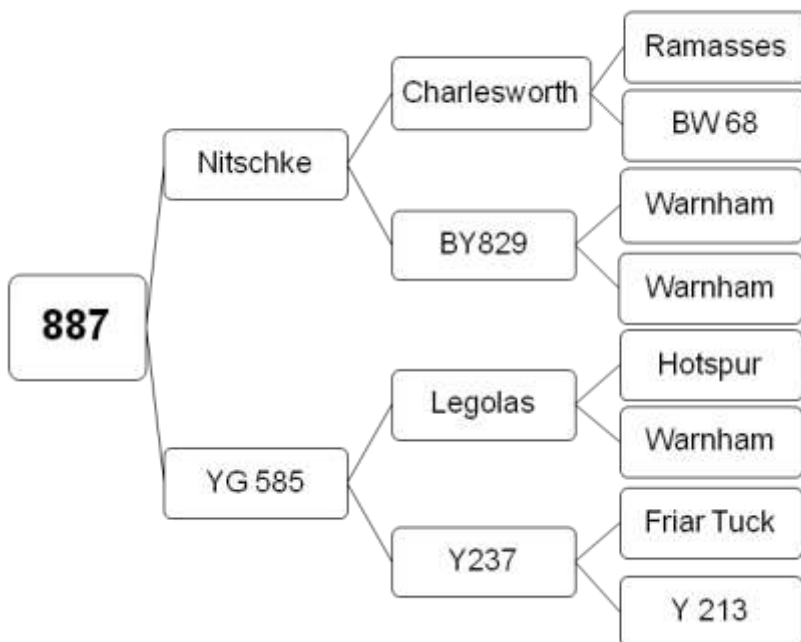 Ramasses
Charlesworth
BW 68
Nitschke
Warnham
BY829
Warnham
887
Hotspur
Legolas
Warnham
YG 585
Friar Tuck
Y237
Y 213